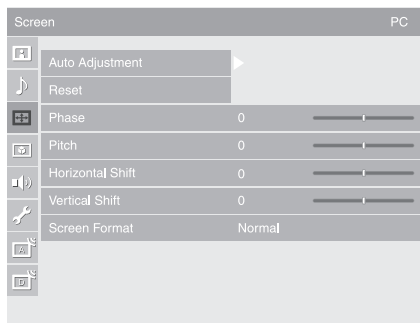 Screen PC
Auto Adjustment
Reset
Phase 0
Pitch 0
Horizontal Shift 0
Vertical Shift 0
Screen Format Normal
A
D